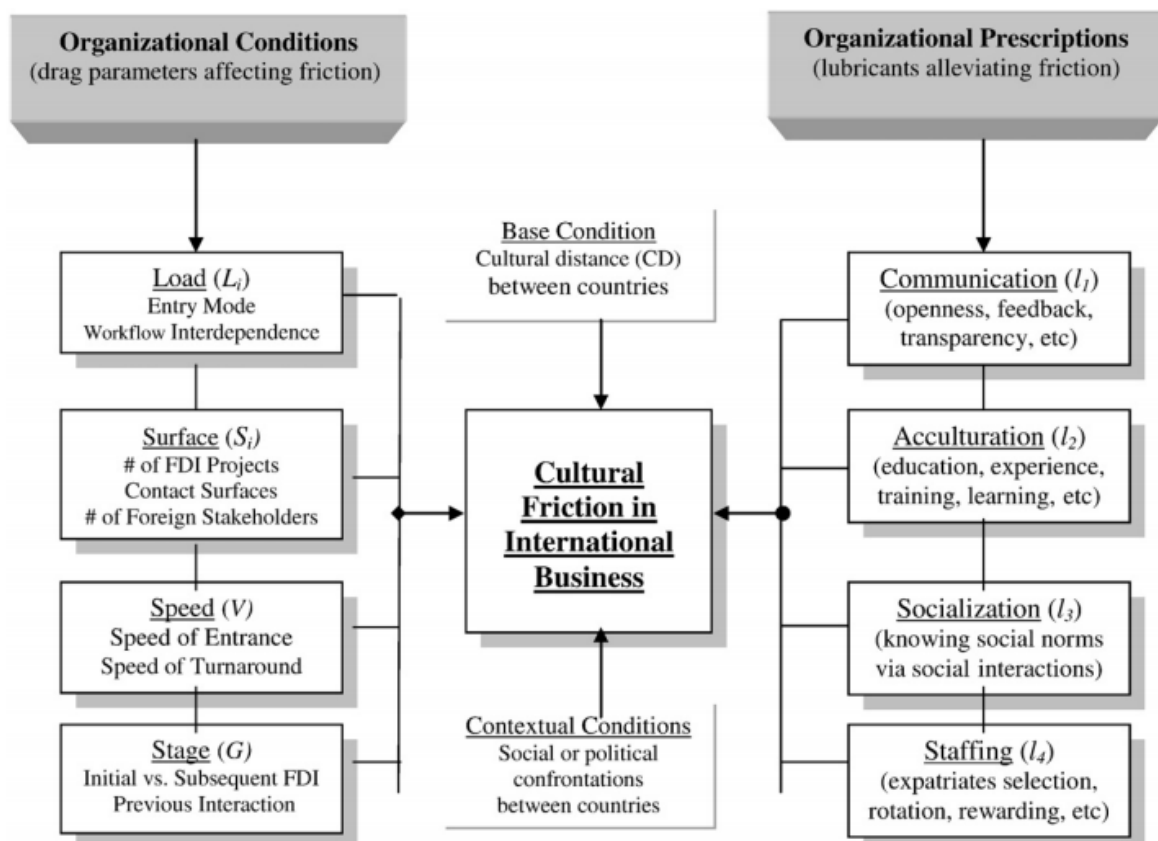 Organizational Conditions
(drag parameters affecting friction)
Organizational Prescriptions
(lubricants alleviating friction)
Load (Li)
Entry Mode
Workflow Interdependence
Surface (Si)
# of FDI Projects
Contact Surfaces
# of Foreign Stakeholders
Speed (V)
Speed of Entrance
Speed of Turnaround
Stage (G)
Initial vs. Subsequent FDI
Previous Interaction
Base Condition
Cultural distance (CD)
between countries
Cultural
Friction in
International
Business
Contextual Conditions
Social or political
confrontations
between countries
Communication (l1)
(openness, feedback,
transparency, etc)
Acculturation (l2)
(education, experience,
training, learning, etc)
Socialization (l3)
(knowing social norms
via social interactions)
Staffing (l4)
(expatriates selection,
rotation, rewarding, etc)